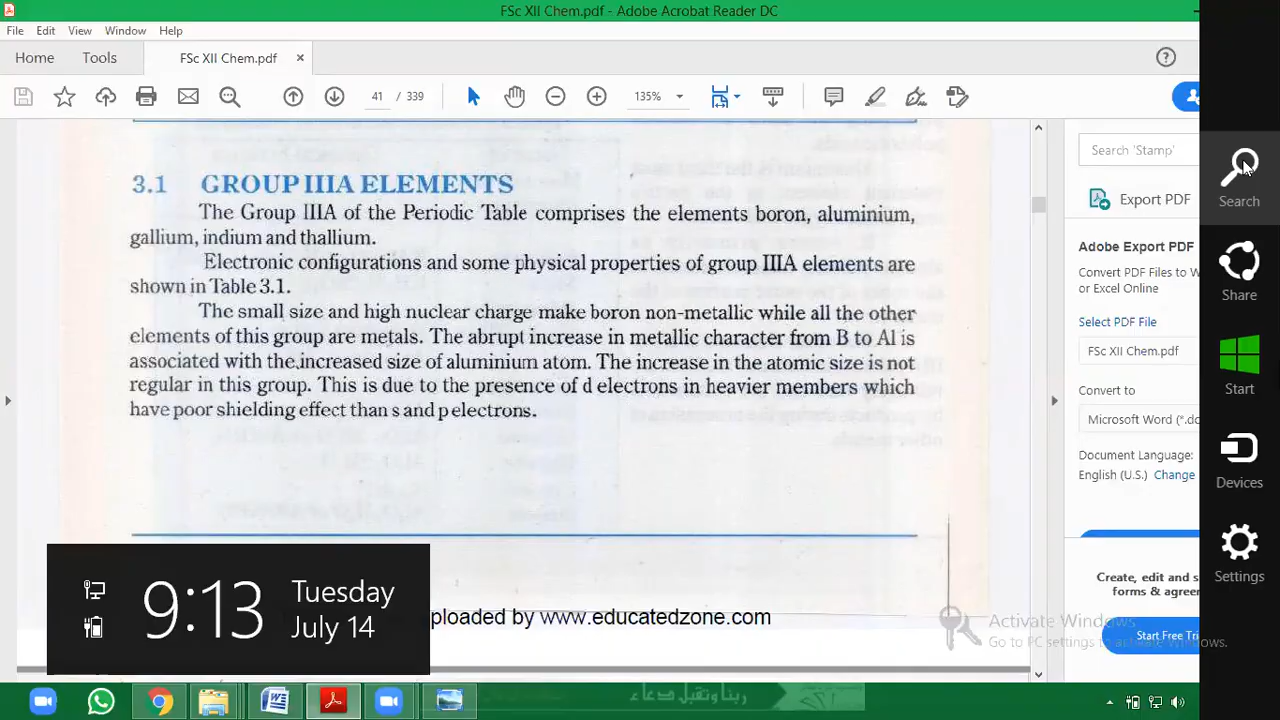 FSc XII Chem.pdf - Adobe Acrobat Reader DC
File Edit View Window Help
Home Tools FSc XII Chem.pdf ×
41 / 339 135%
3.1 GROUP IIIA ELEMENTS
The Group IIIA of the Periodic Table comprises the elements boron, aluminium,
gallium, indium and thallium.
Electronic configurations and some physical properties of group IIIA elements are
shown in Table 3.1.
The small size and high nuclear charge make boron non-metallic while all the other
elements of this group are metals. The abrupt increase in metallic character from B to Al is
associated with the increased size of aluminium atom. The increase in the atomic size is not
regular in this group. This is due to the presence of d electrons in heavier members which
have poor shielding effect than s and p electrons.
ploaded by www.educatedzone.com
Search 'Stamp'
Export PDF
Adobe Export PDF
Convert PDF Files to W
or Excel Online
Select PDF File
FSc XII Chem.pdf
Convert to
Microsoft Word (*.do
Document Language:
English (U.S.) Change
Create, edit and s
forms & agree
Start Free Tri
Activate Windows
Go to PC settings to activate Windows.
Search
Share
Start
Devices
Settings
9:13
Tuesday
July 14
ربنا وتقبل دعاء